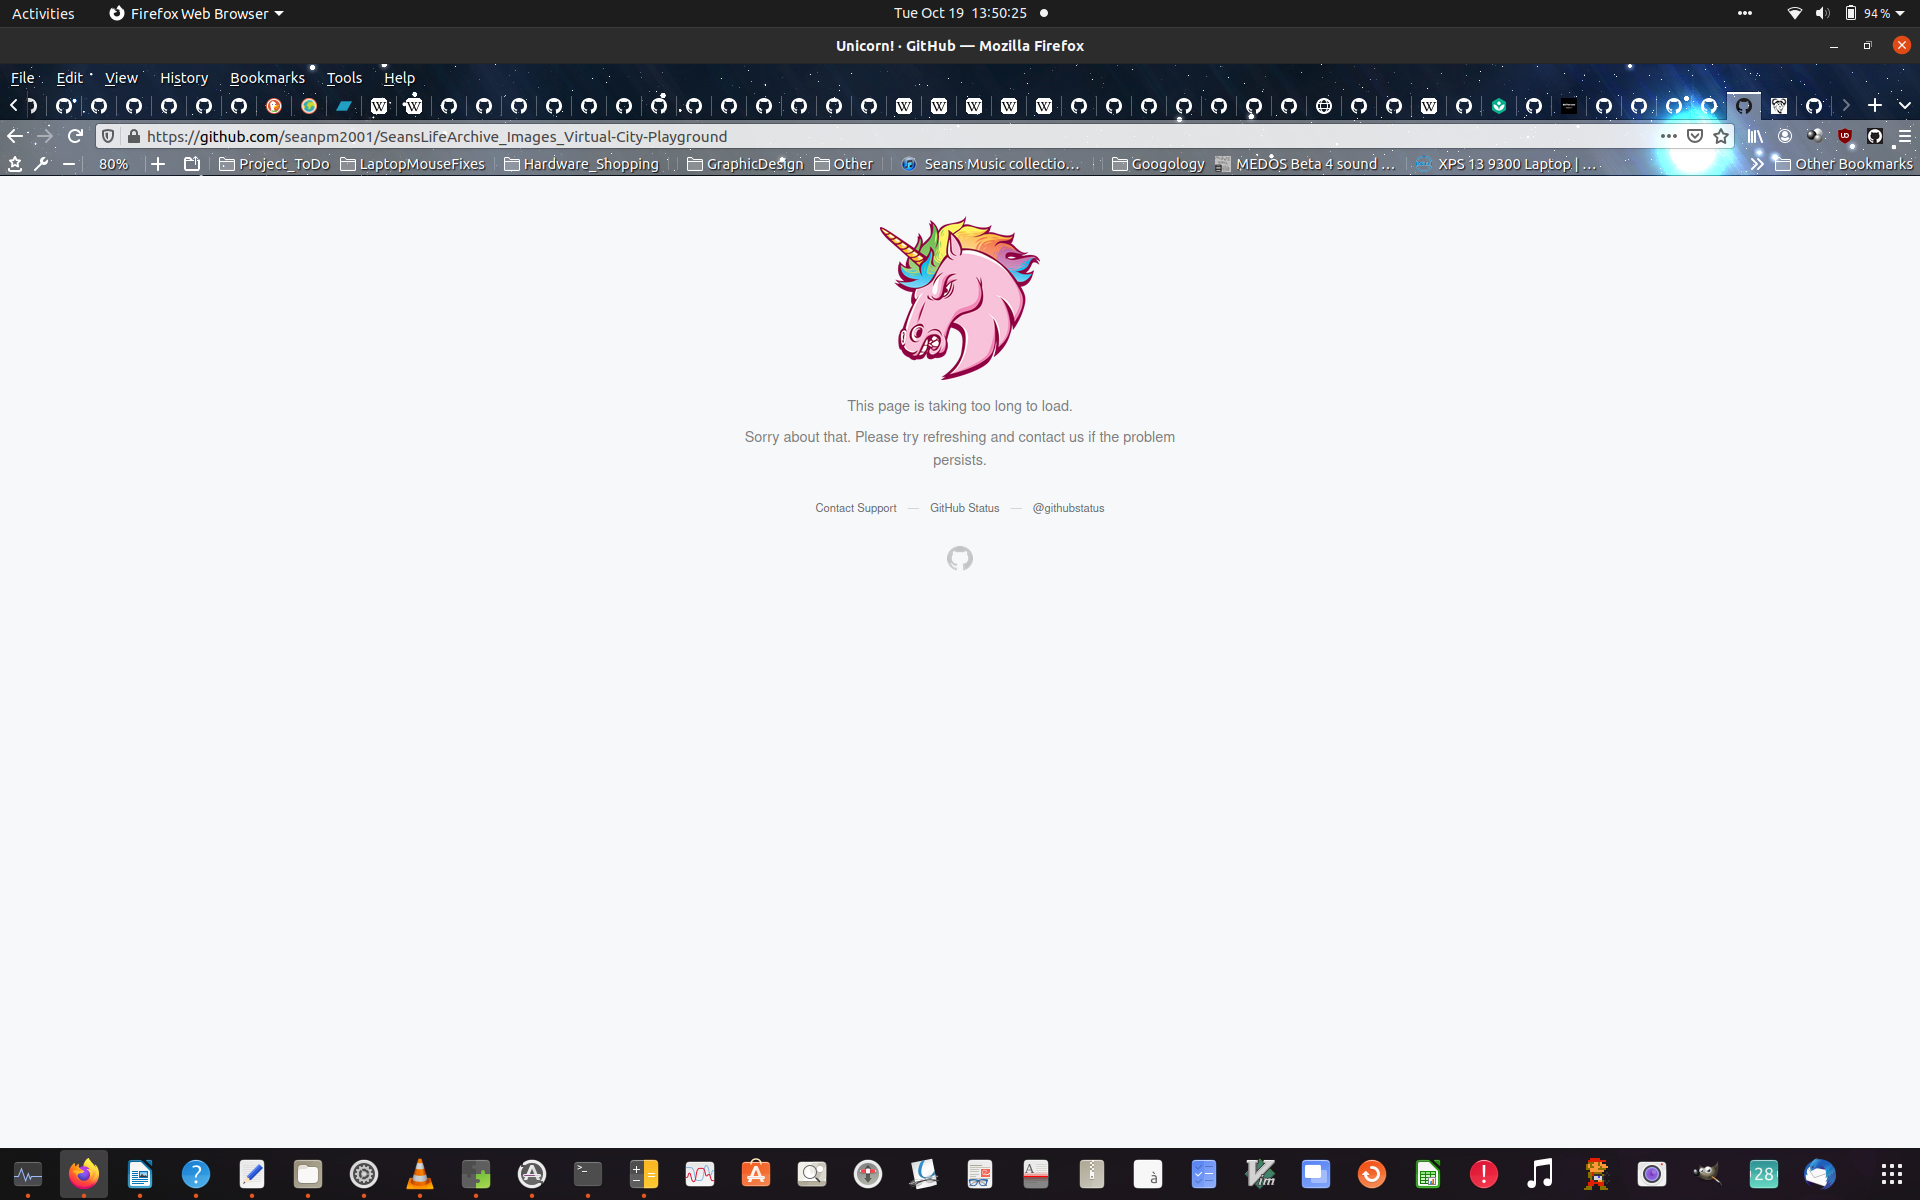 Activities Firefox Web Browser Tue Oct 19 13:50:25 94 %
Unicorn! · GitHub — Mozilla Firefox
File Edit View History Bookmarks Tools Help
https://github.com/seanpm2001/SeansLifeArchive_Images_Virtual-City-Playground
80% Project_ToDo LaptopMouseFixes Hardware_Shopping GraphicDesign Other Seans Music collectio… Googology MEDOS Beta 4 sound … XPS 13 9300 Laptop | … Other Bookmarks
This page is taking too long to load.
Sorry about that. Please try refreshing and contact us if the problem
persists.
Contact Support — GitHub Status — @githubstatus
28